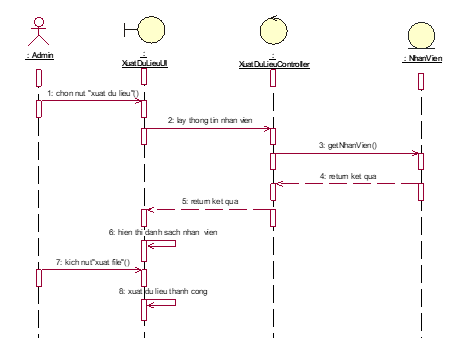 : Admin
:
XuatDuLieuUI
:
XuatDuLieuController
: NhanVien
1: chon nut "xuat du lieu"()
2: lay thong tin nhan vien
3: getNhanVien()
4: return ket qua
5: return ket qua
6: hien thi danh sach nhan vien
7: kich nut"xuat file"()
8: xuat du lieu thanh cong